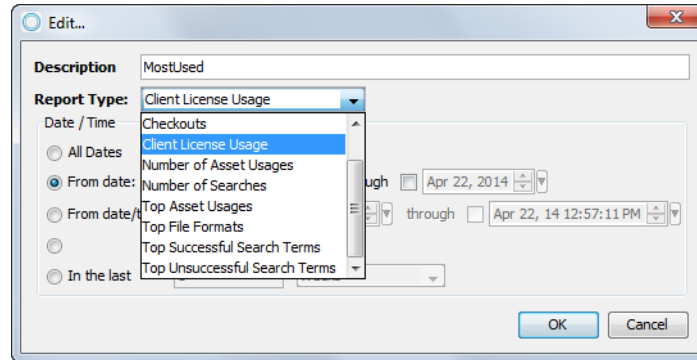 Edit...
Description MostUsed
Report Type: Client License Usage
Date / Time
Checkouts
All Dates
Client License Usage
Number of Asset Usages
From date:
Number of Searches
ugh Apr 22, 2014
Top Asset Usages
From date/t
through Apr 22, 14 12:57:11 PM
Top File Formats
Top Successful Search Terms
In the last
Top Unsuccessful Search Terms
OK Cancel